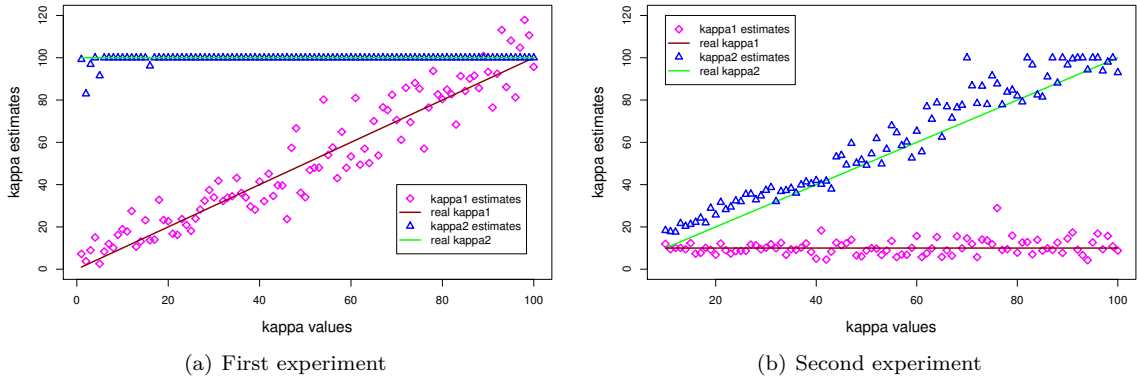 120
100
80
60
40
20
0
kappa estimates
0 20 40 60 80 100
kappa values
kappa1 estimates
real kappa1
kappa2 estimates
real kappa2
(a) First experiment
120
100
80
60
40
20
0
kappa estimates
20 40 60 80 100
kappa values
kappa1 estimates
real kappa1
kappa2 estimates
real kappa2
(b) Second experiment